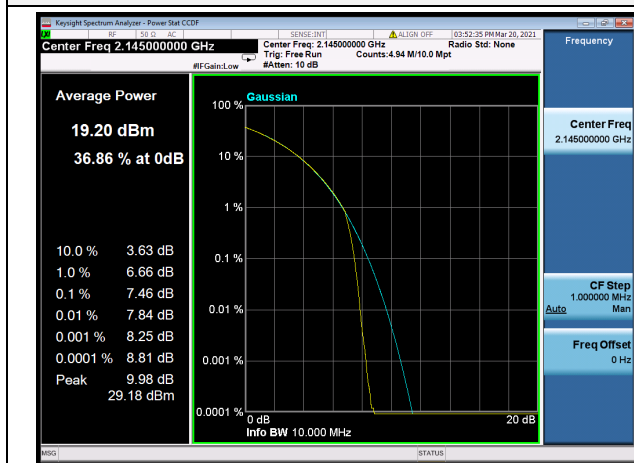 Keysight Spectrum Analyzer - Power Stat CCDF
RF 50 Ω AC SENSE:INT ALIGN OFF 03:52:35 PM Mar 20, 2021
Center Freq 2.145000000 GHz
Center Freq: 2.145000000 GHz Radio Std: None
Trig: Free Run Counts:4.94 M/10.0 Mpt
#IFGain:Low #Atten: 10 dB
Frequency
Average Power
19.20 dBm
36.86 % at 0dB
10.0 % 3.63 dB
1.0 % 6.66 dB
0.1 % 7.46 dB
0.01 % 7.84 dB
0.001 % 8.25 dB
0.0001 % 8.81 dB
Peak 9.98 dB
29.18 dBm
Gaussian
100 %
10 %
1 %
0.1 %
0.01 %
0.001 %
0.0001 %
0 dB 20 dB
Info BW 10.000 MHz
Center Freq
2.145000000 GHz
CF Step
1.000000 MHz
Auto Man
Freq Offset
0 Hz
MSG STATUS